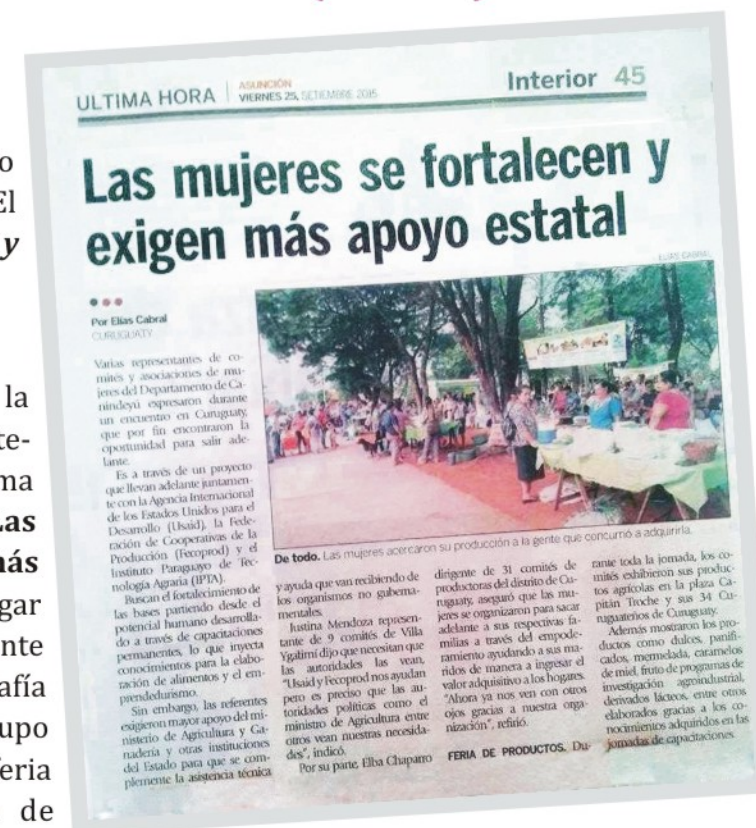 o
El
y
la
te-
ma
Las
más
gar
nte
afía
upo
feria
de
ULTIMA HORA
ASUNCIÓN
VIERNES 25, SETIEMBRE 2015
Interior 45
Las mujeres se fortalecen y
exigen más apoyo estatal
ELIAS CABRAL
Por Elías Cabral
CURUGUATY
Varias representantes de co-
mités y asociaciones de mu-
jeres del Departamento de Ca-
nindeyú expresaron durante
un encuentro en Curuguaty,
que por fin encontraron la
oportunidad para salir ade-
lante.
Es a través de un proyecto
que llevan adelante juntamen-
te con la Agencia Internacional
de los Estados Unidos para el
Desarrollo (Usaid), la Fede-
ración de Cooperativas de la
Producción (Fecoprod) y el
Instituto Paraguayo de Tec-
nología Agraria (IPTA).
Buscan el fortalecimiento de
las bases partiendo desde el
potencial humano desarrolla-
do a través de capacitaciones
permanentes, lo que inyecta
conocimientos para la elabo-
ración de alimentos y el em-
prendedurismo.
Sin embargo, las referentes
exigieron mayor apoyo del mi-
nisterio de Agricultura y Ga-
nadería y otras instituciones
del Estado para que se com-
plemente la asistencia técnica
De todo. Las mujeres acercaron su producción a la gente que concurrió a adquirirla.
y ayuda que van recibiendo de
los organismos no guberna-
mentales.
Justina Mendoza represen-
tante de 9 comités de Villa
Ygatimí dijo que necesitan que
las autoridades las vean,
"Usaid y Fecoprod nos ayudan
pero es preciso que las au-
toridades políticas como el
ministro de Agricultura entre
otros vean nuestras necesida-
des", indicó.
Por su parte, Elba Chaparro
dirigente de 31 comités de
productoras del distrito de Cu-
ruguaty, aseguró que las mu-
jeres se organizaron para sacar
adelante a sus respectivas fa-
milias a través del empode-
ramiento ayudando a sus ma-
ridos de manera a ingresar el
valor adquisitivo a los hogares.
"Ahora ya nos ven con otros
ojos gracias a nuestra orga-
nización", refirió.
FERIA DE PRODUCTOS. Du-
rante toda la jornada, los co-
mités exhibieron sus produc-
tos agrícolas en la plaza Ca-
pitán Troche y sus 34 Cu-
ruguateños de Curuguaty.
Además mostraron los pro-
ductos como dulces, panifi-
cados, mermelada, caramelos
de miel, fruto de programas de
investigación agroindustrial,
derivados lácteos, entre otros
elaborados gracias a los co-
nocimientos adquiridos en las
jornadas de capacitaciones.